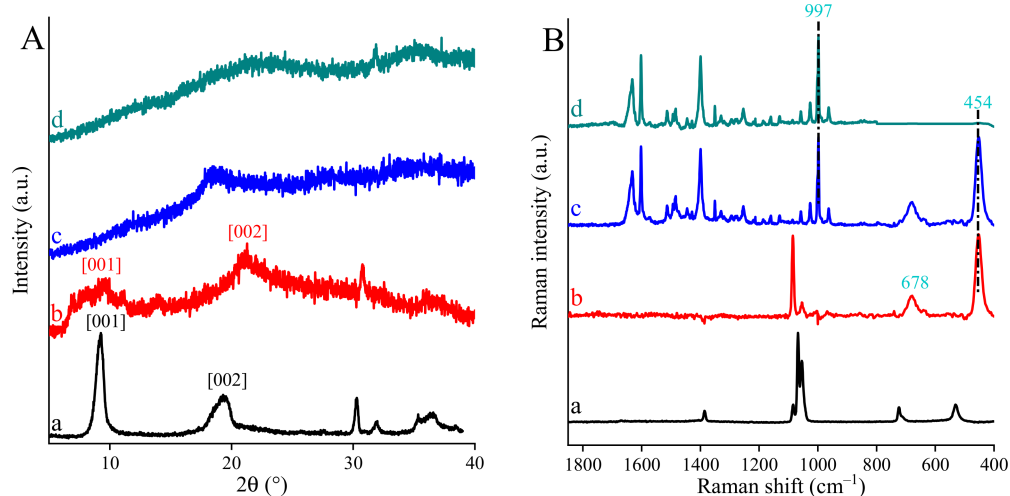 A
d
c
[002]
[001]
b
[001]
[002]
a
10
20
30
40
2θ (°)
Intensity (a.u.)
B
997
454
d
c
b
678
a
1800
1600
1400
1200
1000
800
600
400
Raman shift (cm⁻¹)
Raman intensity (a.u.)